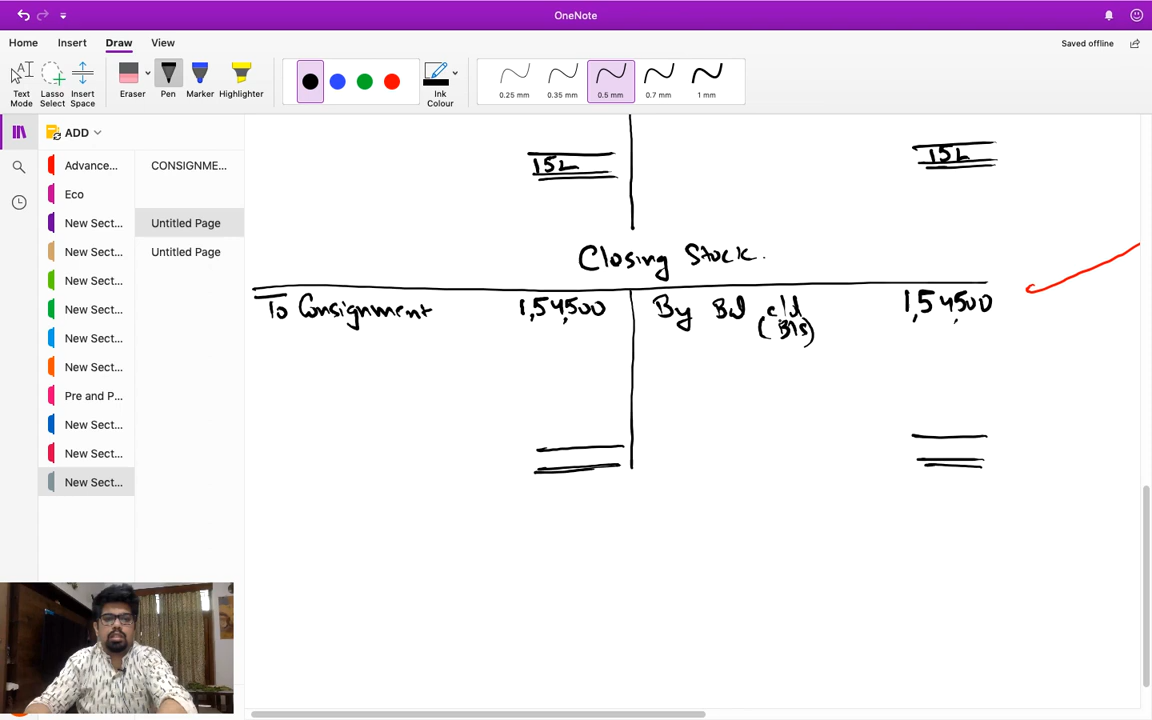 OneNote
Home Insert Draw View
Saved offline
Text Mode
Lasso Select
Insert Space
Eraser
Pen
Marker
Highlighter
Ink Colour
0.25 mm 0.35 mm 0.5 mm 0.7 mm 1 mm
ADD
Advance...
Eco
New Sect...
New Sect...
New Sect...
New Sect...
New Sect...
New Sect...
Pre and P...
New Sect...
New Sect...
New Sect...
CONSIGNME...
Untitled Page
Untitled Page
15L 15L
Closing Stock.
To Consignment 1,54,500 By Bal c/d 1,54,500
(B/s)